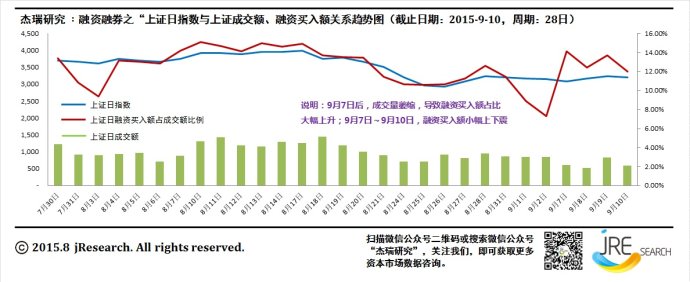 杰瑞研究：融资融券之“上证日指数与上证成交额、融资买入额关系趋势图（截止日期：2015-9-10，周期：28日）
4,500
4,000
3,500
3,000
2,500
2,000
1,500
1,000
500
-
16.00%
14.00%
12.00%
10.00%
8.00%
6.00%
4.00%
2.00%
0.00%
上证日指数
上证日融资买入额占成交额比例
上证日成交额
说明：9月7日后，成交量萎缩，导致融资买入额占比
大幅上升；9月7日～9月10日，融资买入额小幅上下震
7月30日
7月31日
8月3日
8月4日
8月5日
8月6日
8月7日
8月10日
8月11日
8月12日
8月13日
8月14日
8月17日
8月18日
8月19日
8月20日
8月21日
8月24日
8月25日
8月26日
8月27日
8月28日
8月31日
9月1日
9月2日
9月7日
9月8日
9月9日
9月10日
© 2015.8 jResearch. All rights reserved.
扫描微信公众号二维码或搜索微信公众号
“杰瑞研究”，关注我们，即可获取更多
资本市场数据咨询。
JRE SEARCH